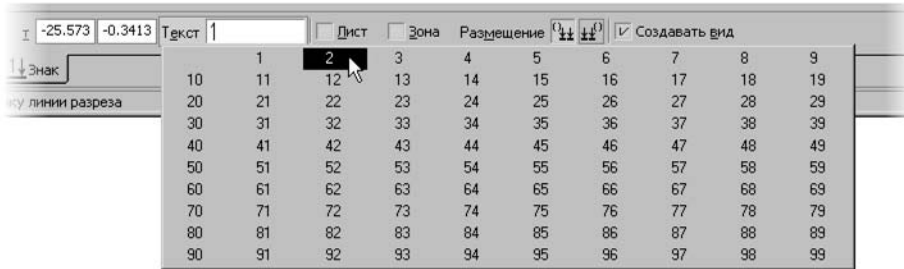 т -25.573 -0.3413 Текст 1 Лист Зона Размещение Создавать вид
Знак
1 2 3 4 5 6 7 8 9
10 11 12 13 14 15 16 17 18 19
ку линии разреза
20 21 22 23 24 25 26 27 28 29
30 31 32 33 34 35 36 37 38 39
40 41 42 43 44 45 46 47 48 49
50 51 52 53 54 55 56 57 58 59
60 61 62 63 64 65 66 67 68 69
70 71 72 73 74 75 76 77 78 79
80 81 82 83 84 85 86 87 88 89
90 91 92 93 94 95 96 97 98 99